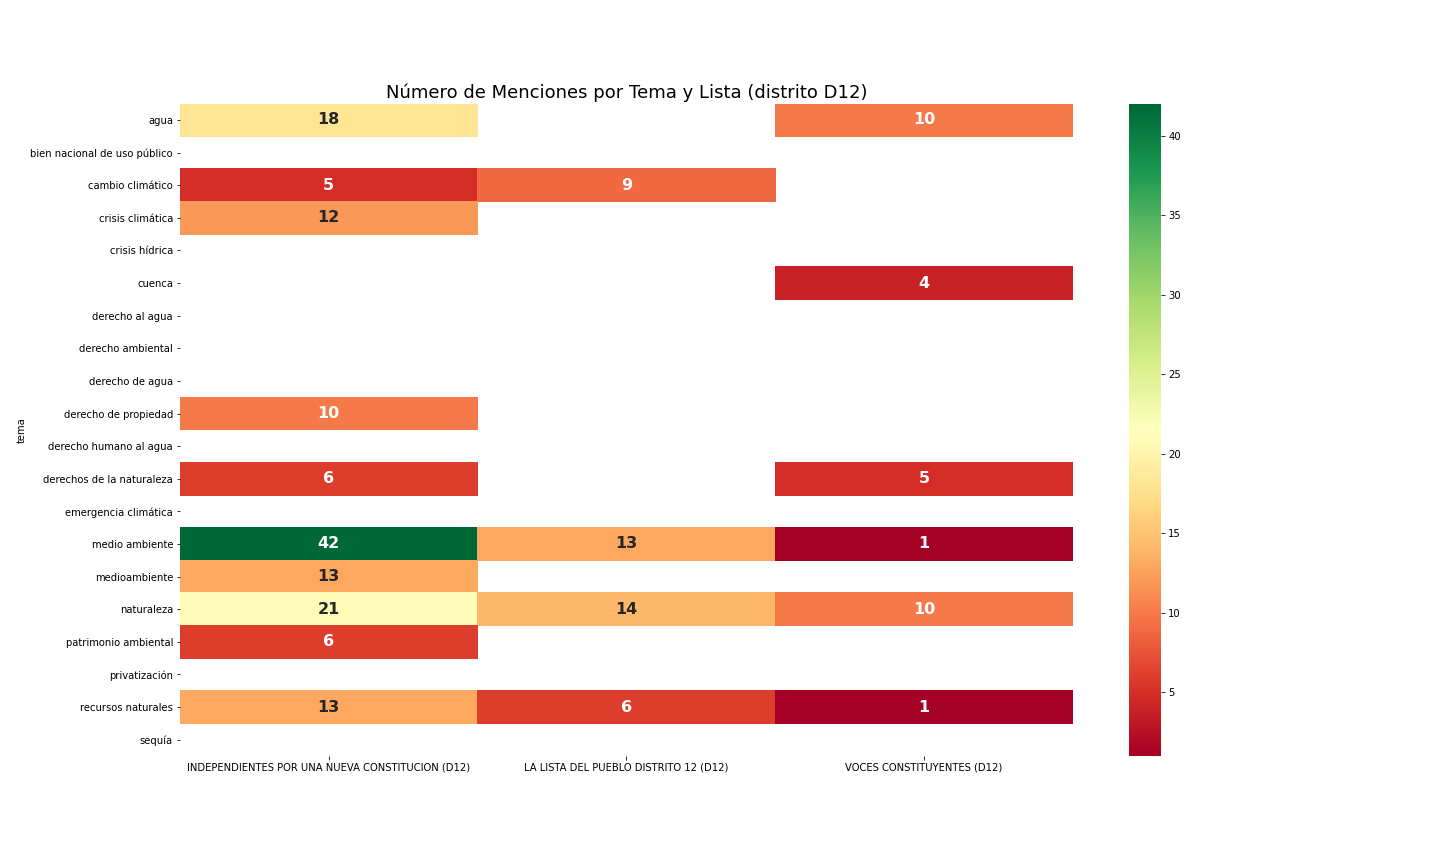 Número de Menciones por Tema y Lista (distrito D12)
agua 18 10
bien nacional de uso público
cambio climático 5 9
crisis climática 12
crisis hídrica
cuenca 4
derecho al agua
derecho ambiental
derecho de agua
derecho de propiedad 10
derecho humano al agua
derechos de la naturaleza 6 5
emergencia climática
medio ambiente 42 13 1
medioambiente 13
naturaleza 21 14 10
patrimonio ambiental 6
privatización
recursos naturales 13 6 1
sequía
tema
INDEPENDIENTES POR UNA NUEVA CONSTITUCION (D12) LA LISTA DEL PUEBLO DISTRITO 12 (D12) VOCES CONSTITUYENTES (D12)
40
35
30
25
20
15
10
5